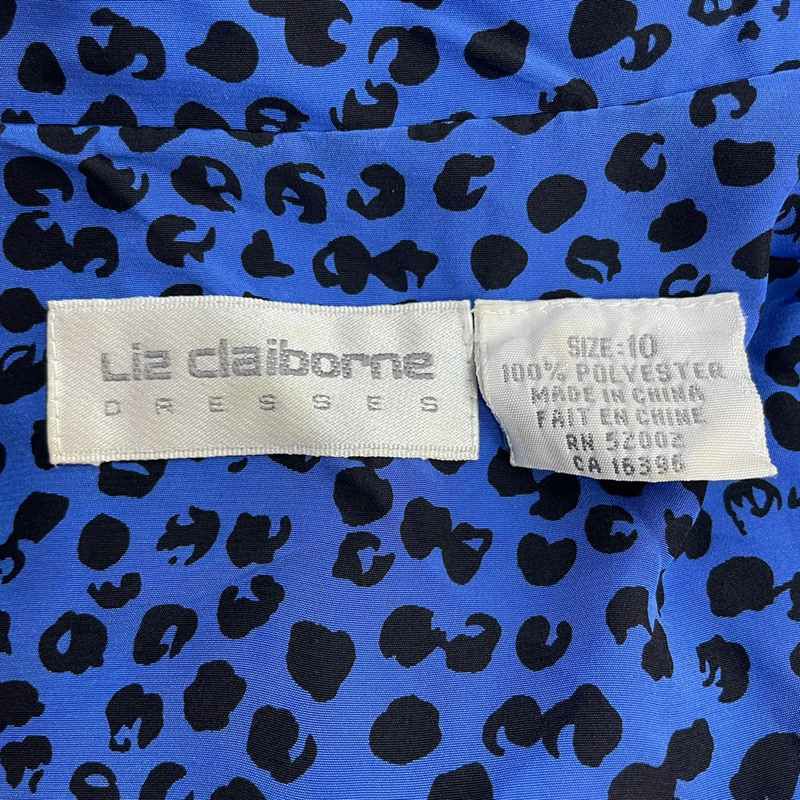 Liz claiborne
DRESSES
SIZE:10
100% POLYESTER
MADE IN CHINA
FAIT EN CHINE
RN 52002
CA 16396